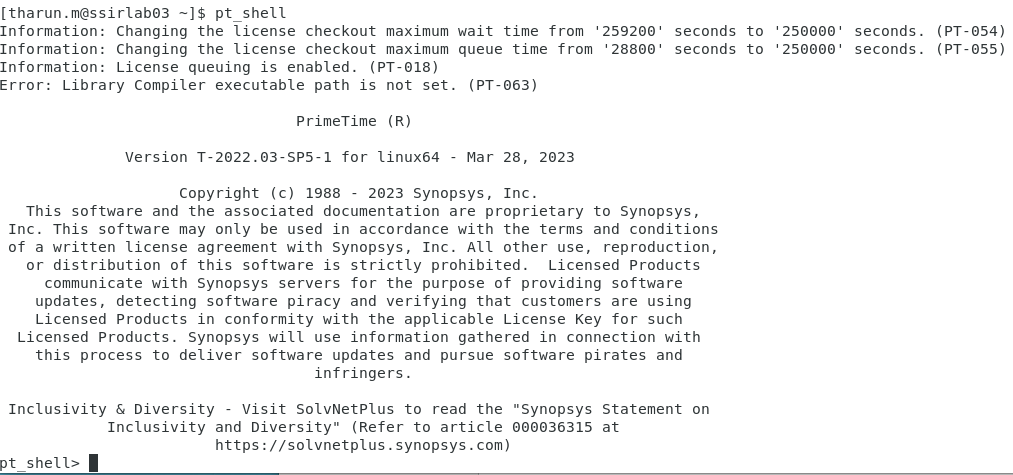 [tharun.m@ssirlab03 ~]$ pt_shell
Information: Changing the license checkout maximum wait time from '259200' seconds to '250000' seconds. (PT-054)
Information: Changing the license checkout maximum queue time from '28800' seconds to '250000' seconds. (PT-055)
Information: License queuing is enabled. (PT-018)
Error: Library Compiler executable path is not set. (PT-063)
PrimeTime (R)
Version T-2022.03-SP5-1 for linux64 - Mar 28, 2023
Copyright (c) 1988 - 2023 Synopsys, Inc.
This software and the associated documentation are proprietary to Synopsys,
Inc. This software may only be used in accordance with the terms and conditions
of a written license agreement with Synopsys, Inc. All other use, reproduction,
or distribution of this software is strictly prohibited.  Licensed Products
communicate with Synopsys servers for the purpose of providing software
updates, detecting software piracy and verifying that customers are using
Licensed Products in conformity with the applicable License Key for such
Licensed Products. Synopsys will use information gathered in connection with
this process to deliver software updates and pursue software pirates and
infringers.
Inclusivity & Diversity - Visit SolvNetPlus to read the "Synopsys Statement on
Inclusivity and Diversity" (Refer to article 000036315 at
https://solvnetplus.synopsys.com)
pt_shell>